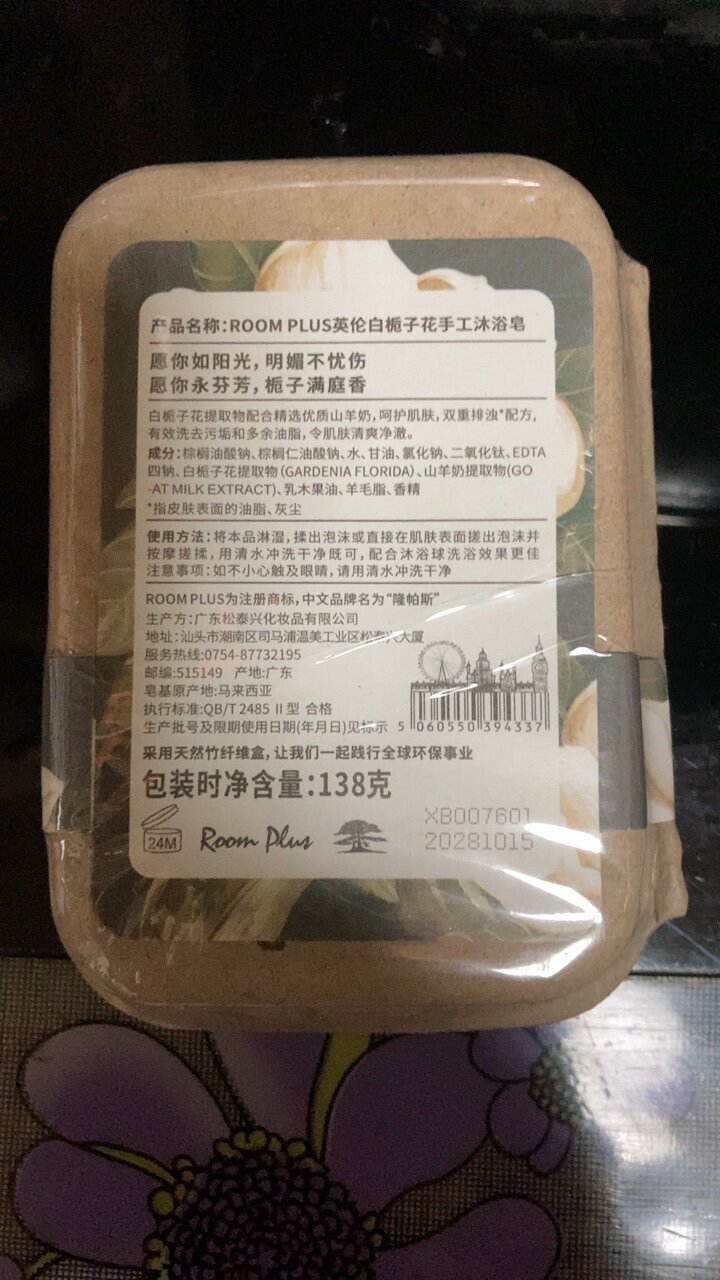 产品名称:ROOM PLUS英伦白栀子花手工沐浴皂
愿你如阳光，明媚不忧伤
愿你永芬芳，栀子满庭香
白栀子花提取物配合精选优质山羊奶,呵护肌肤,双重排浊*配方,
有效洗去污垢和多余油脂,令肌肤清爽净澈。
成分:棕榈油酸钠、棕榈仁油酸钠、水、甘油、氯化钠、二氧化钛、EDTA
四钠、白栀子花提取物(GARDENIA FLORIDA)、山羊奶提取物(GO
-AT MILK EXTRACT)、乳木果油、羊毛脂、香精
*指皮肤表面的油脂、灰尘
使用方法:将本品淋湿,揉出泡沫或直接在肌肤表面搓出泡沫并
按摩搓揉,用清水冲洗干净既可,配合沐浴球洗浴效果更佳
注意事项:如不小心触及眼睛,请用清水冲洗干净
ROOM PLUS为注册商标,中文品牌名为“隆帕斯”
生产方:广东松泰兴化妆品有限公司
地址:汕头市潮南区司马浦温美工业区松泰兴大厦
服务热线:0754-87732195
邮编:515149 产地:广东
皂基原产地:马来西亚
执行标准:QB/T 2485 II型 合格
生产批号及限期使用日期(年月日)见标示
5 060550 394337
采用天然竹纤维盒,让我们一起践行全球环保事业
包装时净含量:138克
24M
Room Plus
XB007601
20281015